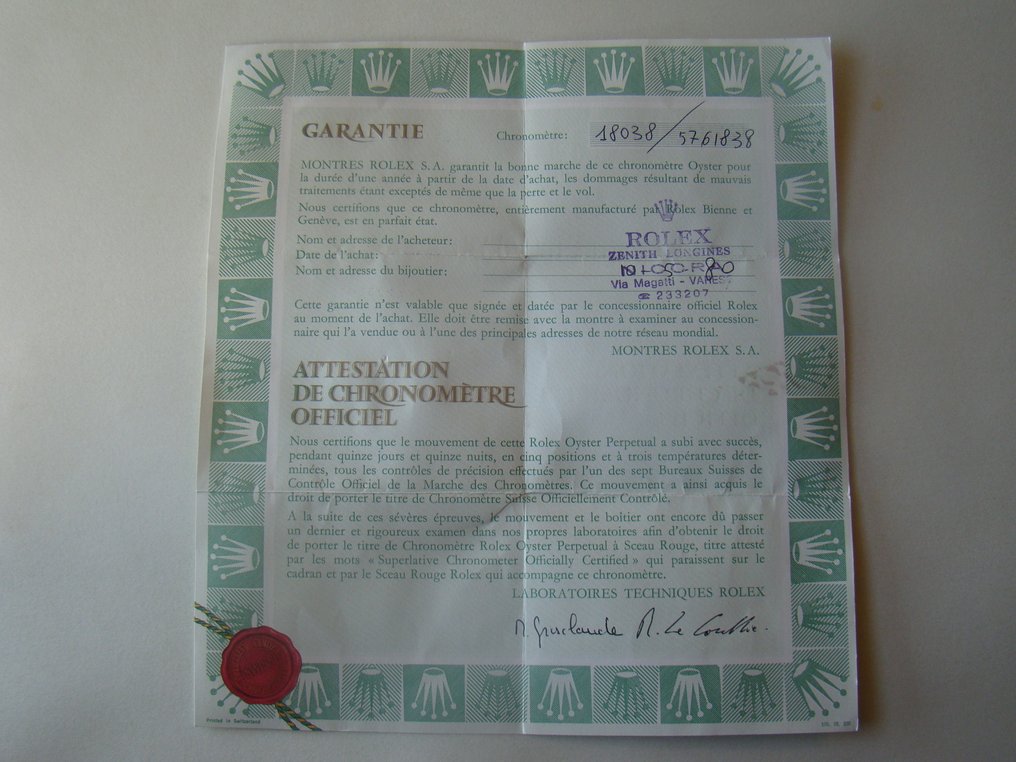 GARANTIE
Chronomètre: 18038/5761838
MONTRES ROLEX S.A. garantit la bonne marche de ce chronomètre Oyster pour
la durée d'une année à partir de la date d'achat, les dommages résultant de mauvais
traitements étant exceptés de même que la perte et le vol.
Nous certifions que ce chronomètre, entièrement manufacturé par Rolex Bienne et
Genève, est en parfait état.
Nom et adresse de l'acheteur:
Date de l'achat:
Nom et adresse du bijoutier:
ROLEX
ZENITH LONGINES
Via Magatti - VARESE
☎ 233207
Cette garantie n'est valable que signée et datée par le concessionnaire officiel Rolex
au moment de l'achat. Elle doit être remise avec la montre à examiner au concession-
naire qui l'a vendue ou à l'une des principales adresses de notre réseau mondial.
MONTRES ROLEX S.A.
ATTESTATION
DE CHRONOMÈTRE
OFFICIEL
Nous certifions que le mouvement de cette Rolex Oyster Perpetual a subi avec succès,
pendant quinze jours et quinze nuits, en cinq positions et à trois températures déter-
minées, tous les contrôles de précision effectués par l'un des sept Bureaux Suisses de
Contrôle Officiel de la Marche des Chronomètres. Ce mouvement a ainsi acquis le
droit de porter le titre de Chronomètre Suisse Officiellement Contrôlé.
A la suite de ces sévères épreuves, le mouvement et le boîtier ont encore dû passer
un dernier et rigoureux examen dans nos propres laboratoires afin d'obtenir le droit
de porter le titre de Chronomètre Rolex Oyster Perpetual à Sceau Rouge, titre attesté
par les mots « Superlative Chronometer Officially Certified » qui paraissent sur le
cadran et par le Sceau Rouge Rolex qui accompagne ce chronomètre.
LABORATOIRES TECHNIQUES ROLEX
Printed in Switzerland